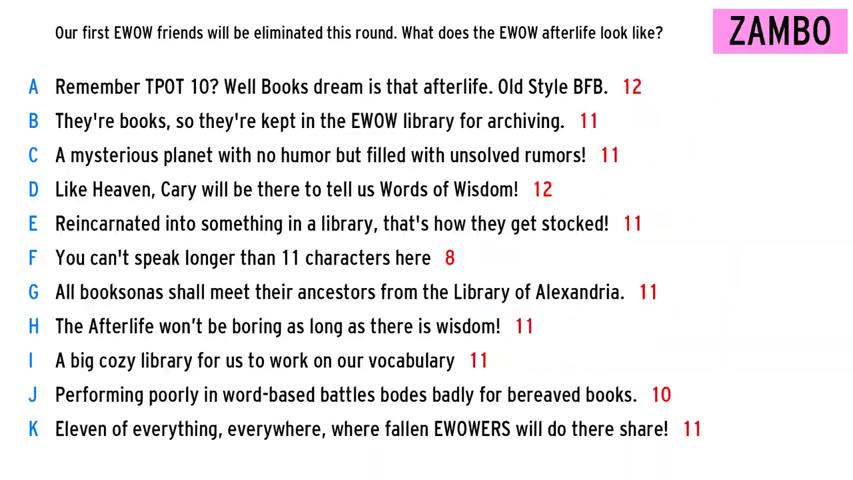 Our first EWOW friends will be eliminated this round. What does the EWOW afterlife look like?
ZAMBO
A Remember TPOT 10? Well Books dream is that afterlife. Old Style BFB. 12
B They're books, so they're kept in the EWOW library for archiving. 11
C A mysterious planet with no humor but filled with unsolved rumors! 11
D Like Heaven, Cary will be there to tell us Words of Wisdom! 12
E Reincarnated into something in a library, that's how they get stocked! 11
F You can't speak longer than 11 characters here 8
G All booksonas shall meet their ancestors from the Library of Alexandria. 11
H The Afterlife won’t be boring as long as there is wisdom! 11
I A big cozy library for us to work on our vocabulary 11
J Performing poorly in word-based battles bodes badly for bereaved books. 10
K Eleven of everything, everywhere, where fallen EWOWERS will do there share! 11